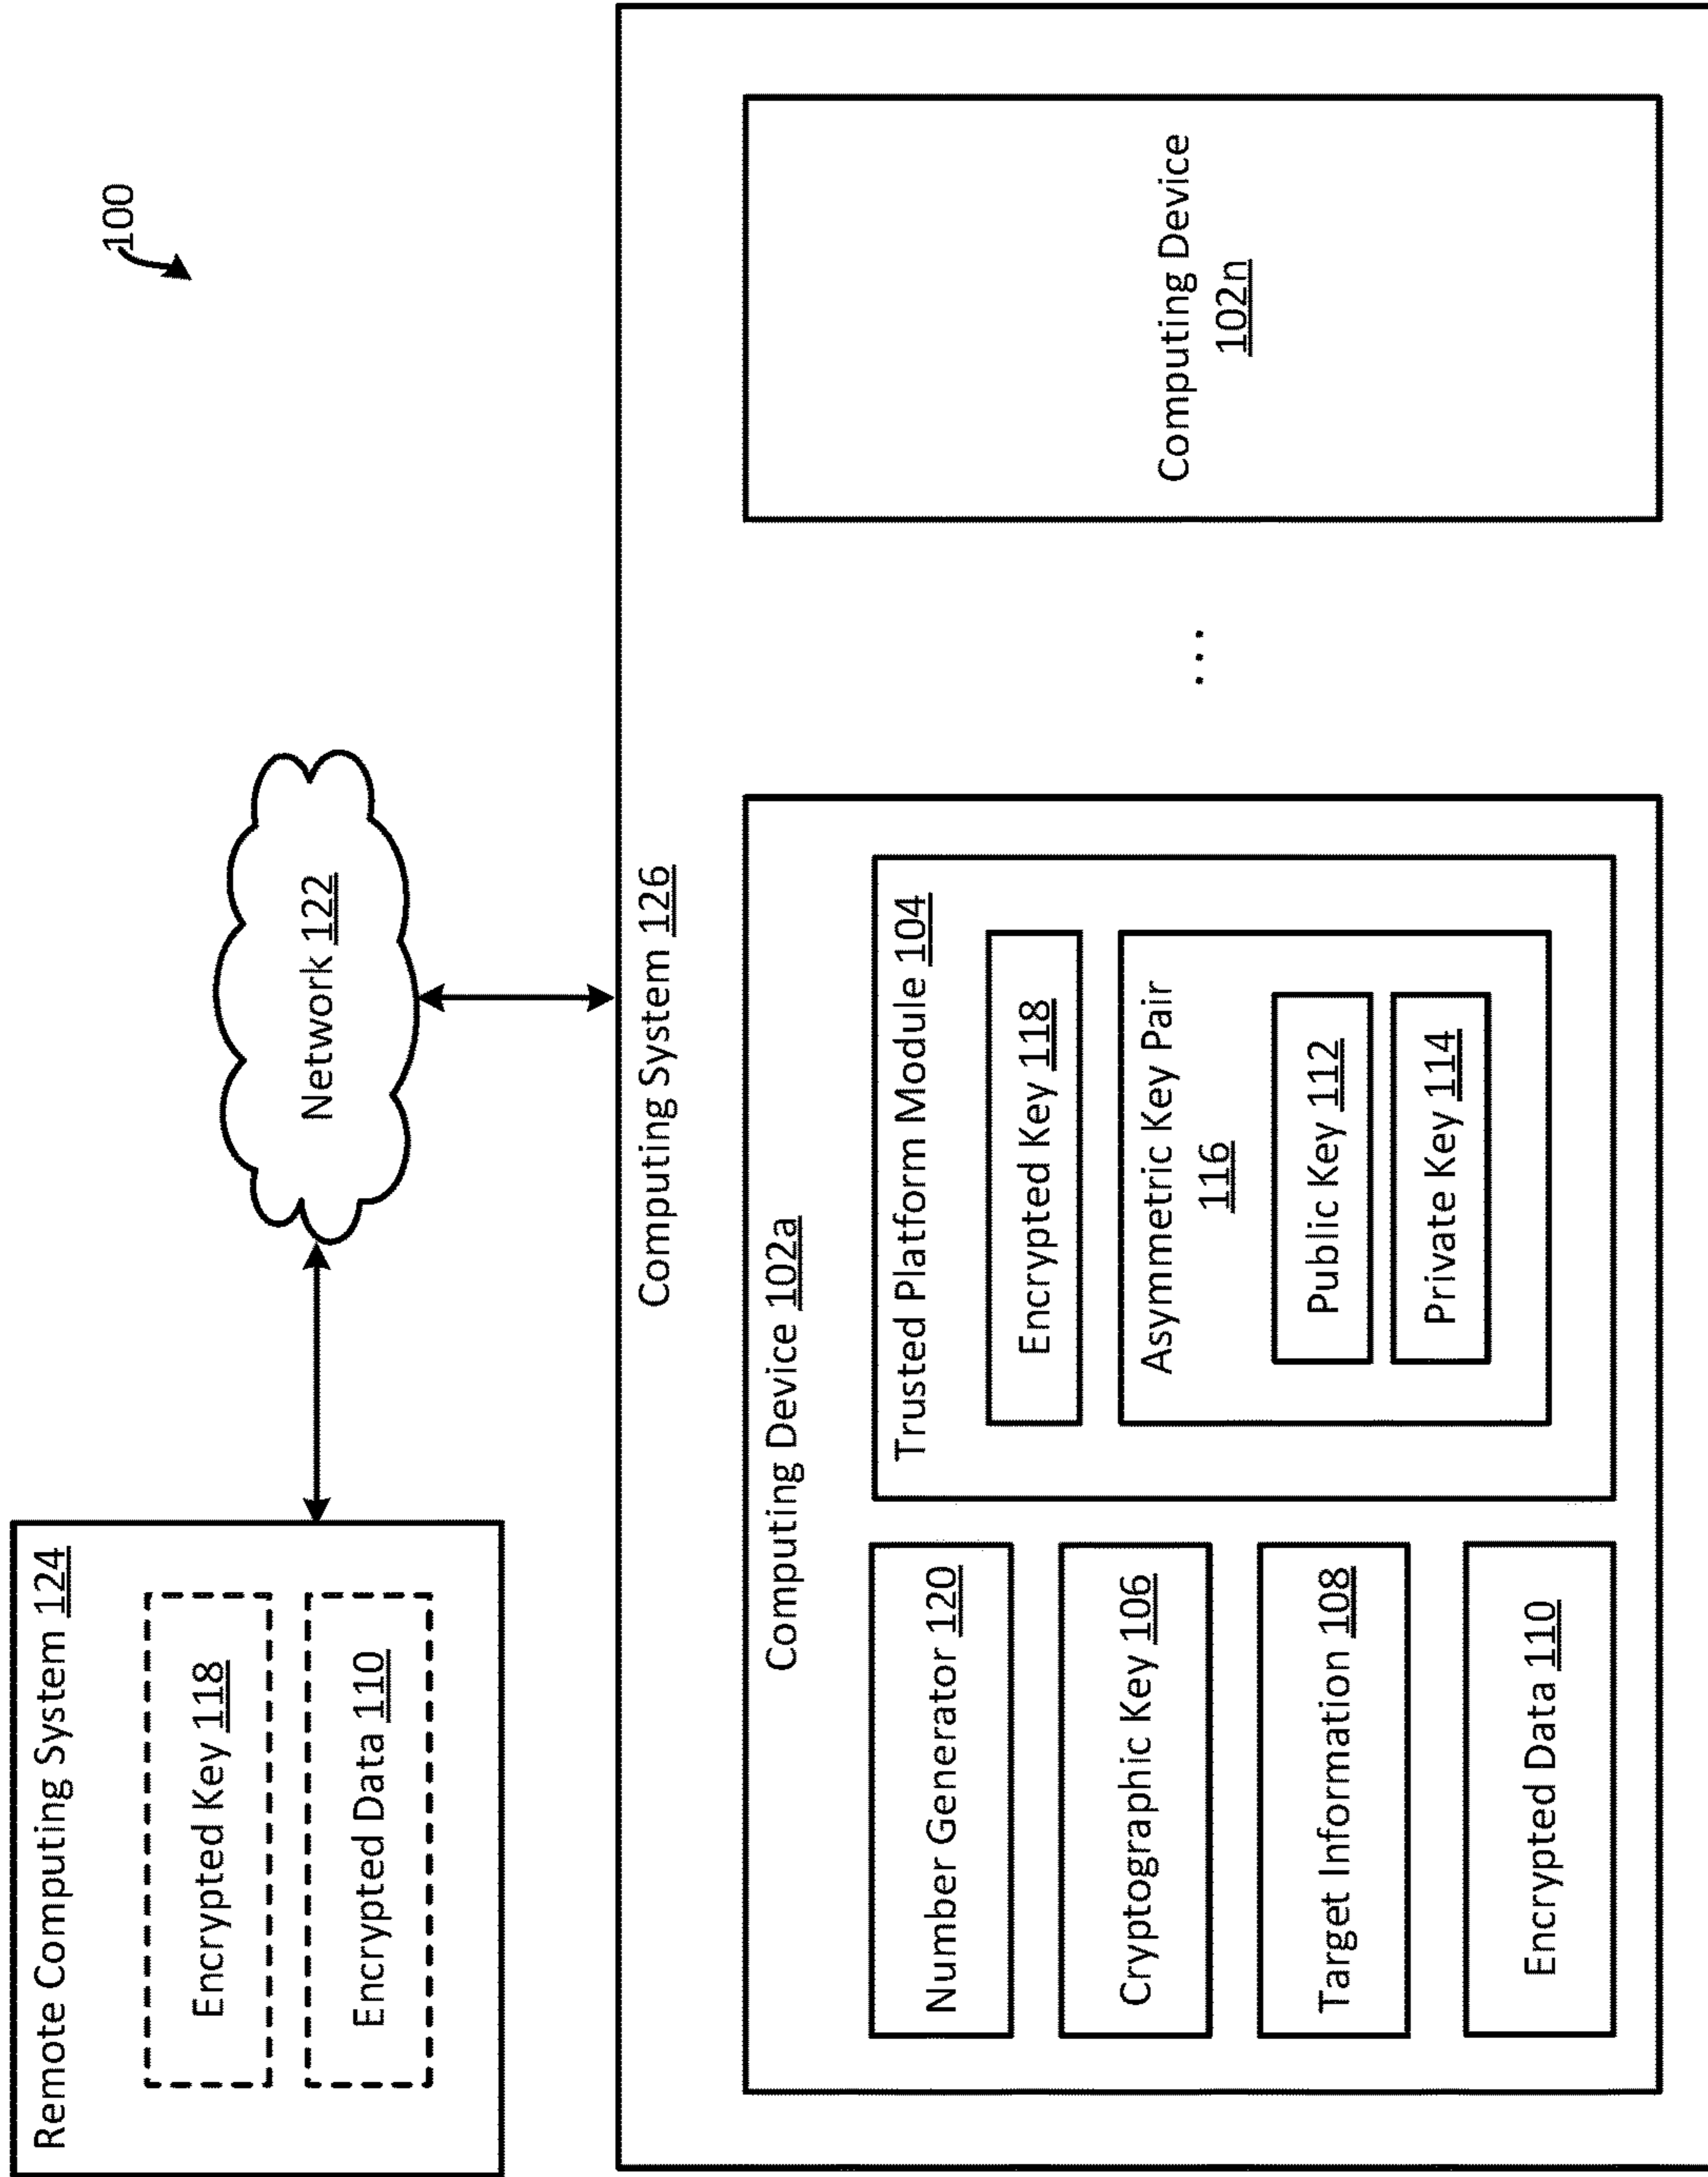 100
Remote Computing System 124
Encrypted Key 118
Encrypted Data 110
Network 122
Computing System 126
Computing Device 102a
Number Generator 120
Cryptographic Key 106
Target Information 108
Encrypted Data 110
Trusted Platform Module 104
Encrypted Key 118
Asymmetric Key Pair
116
Public Key 112
Private Key 114
...
Computing Device
102n